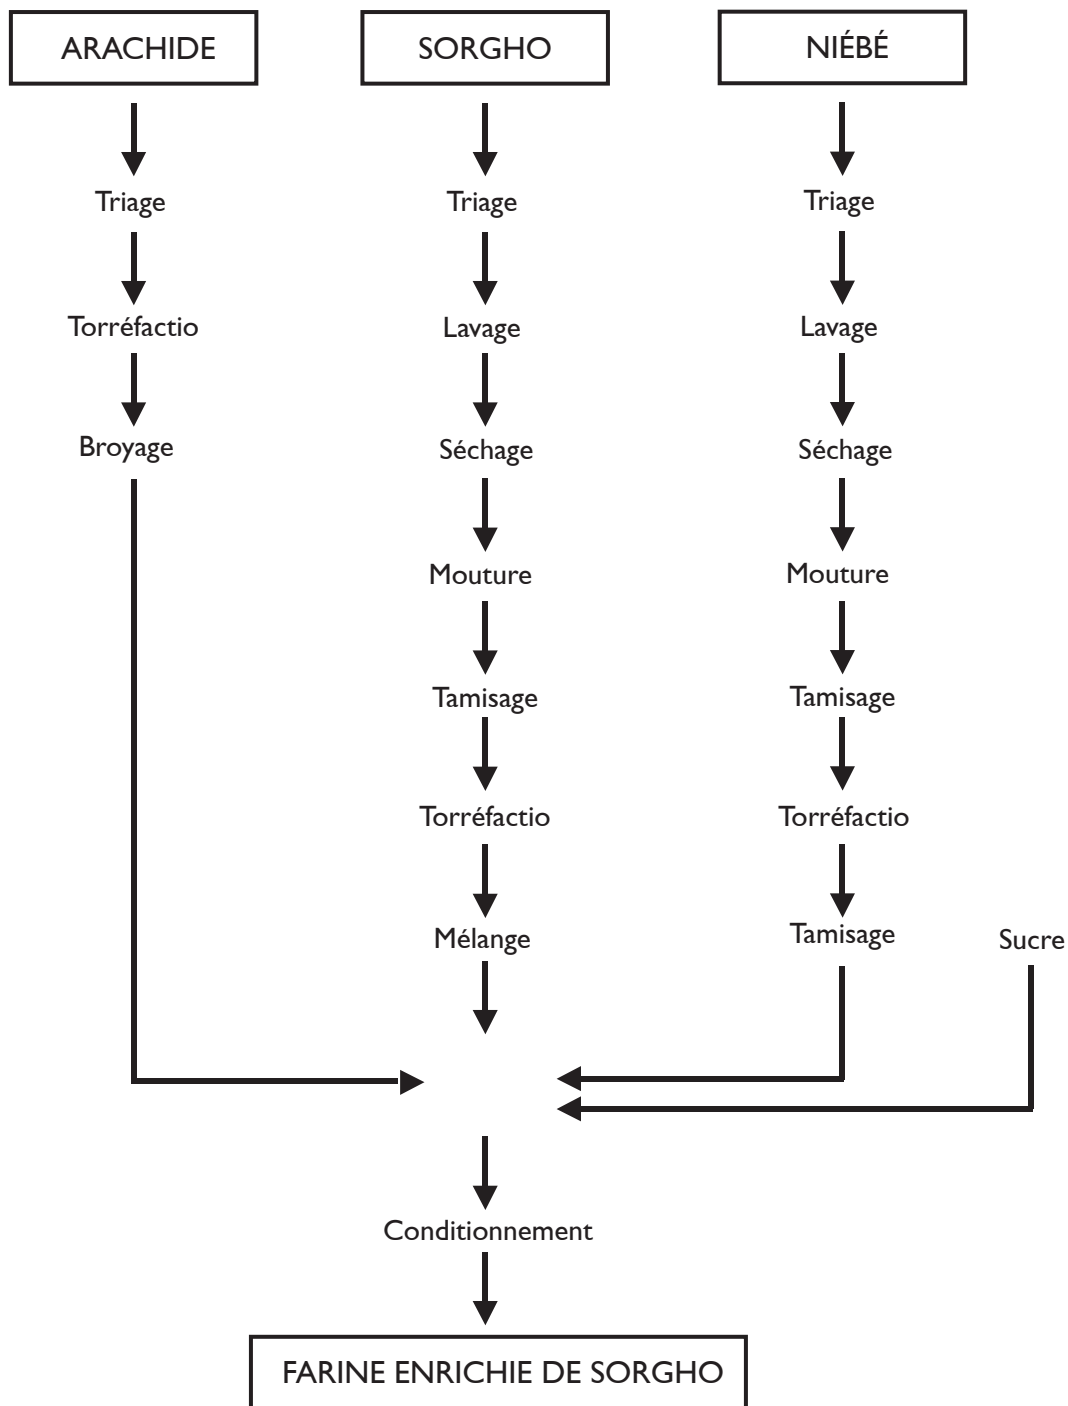 ARACHIDE
SORGHO
NIÉBÉ
Triage
Triage
Triage
Torréfactio
Lavage
Lavage
Broyage
Séchage
Séchage
Mouture
Mouture
Tamisage
Tamisage
Torréfactio
Torréfactio
Mélange
Tamisage
Sucre
Conditionnement
FARINE ENRICHIE DE SORGHO